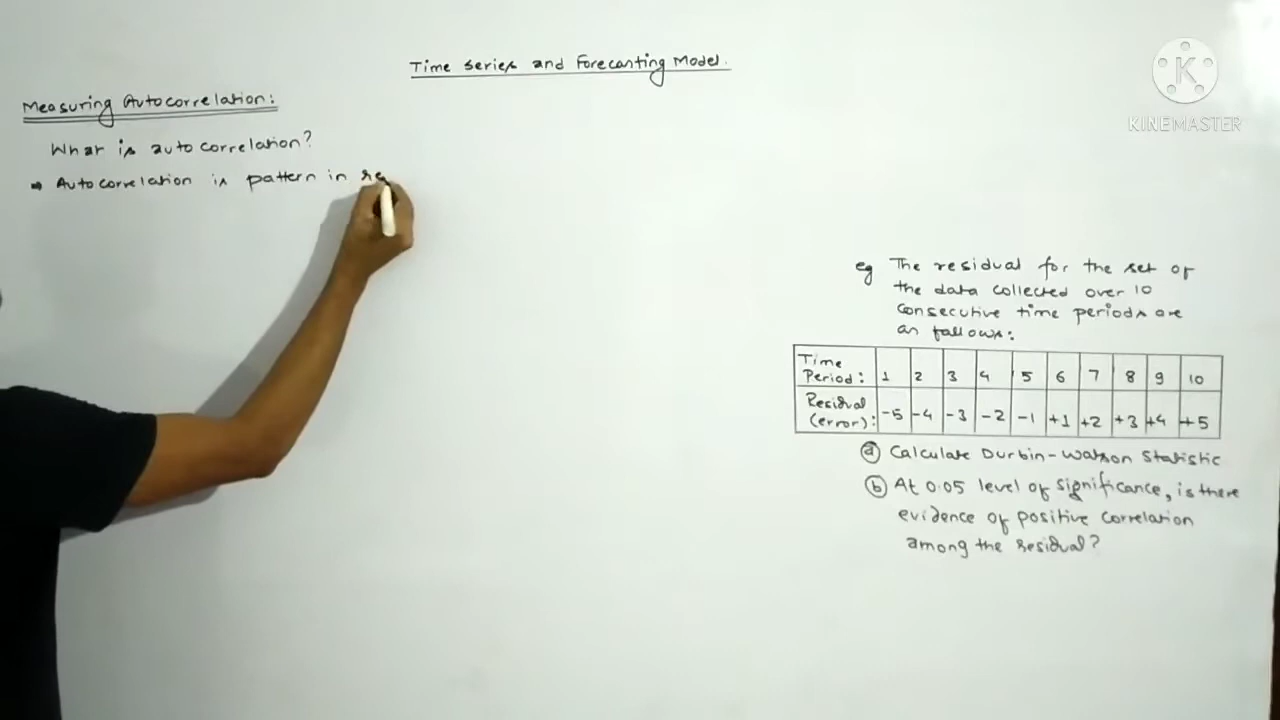 Time Series and Forecasting Model.
Measuring Autocorrelation:
What is autocorrelation?
⇒ Autocorrelation is pattern in re
eg The residual for the set of
the data collected over 10
consecutive time periods are
as follows:
Time Period: 1 2 3 4 5 6 7 8 9 10
Residual (error): -5 -4 -3 -2 -1 +1 +2 +3 +4 +5
(a) Calculate Durbin-Watson Statistic
(b) At 0.05 level of significance, is there
evidence of positive correlation
among the residual?
K
KINEMASTER